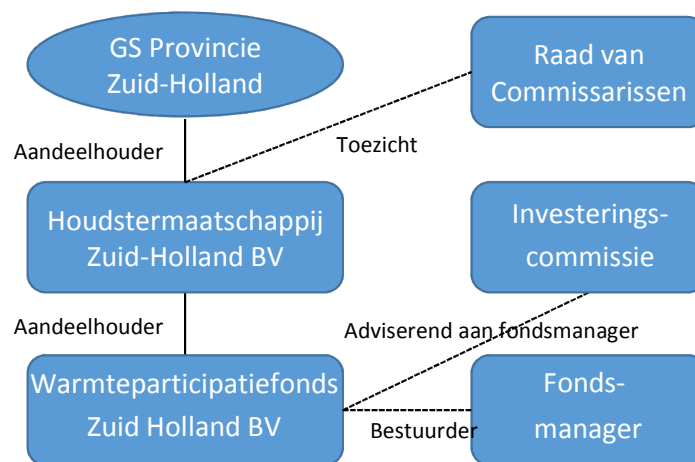 GS Provincie
Zuid-Holland
Raad van
Commissarissen
Aandeelhouder
Toezicht
Houdstermaatschappij
Zuid-Holland BV
Investerings-
commissie
Aandeelhouder
Adviserend aan fondsmanager
Warmteparticipatiefonds
Zuid Holland BV
Bestuurder
Fonds-
manager